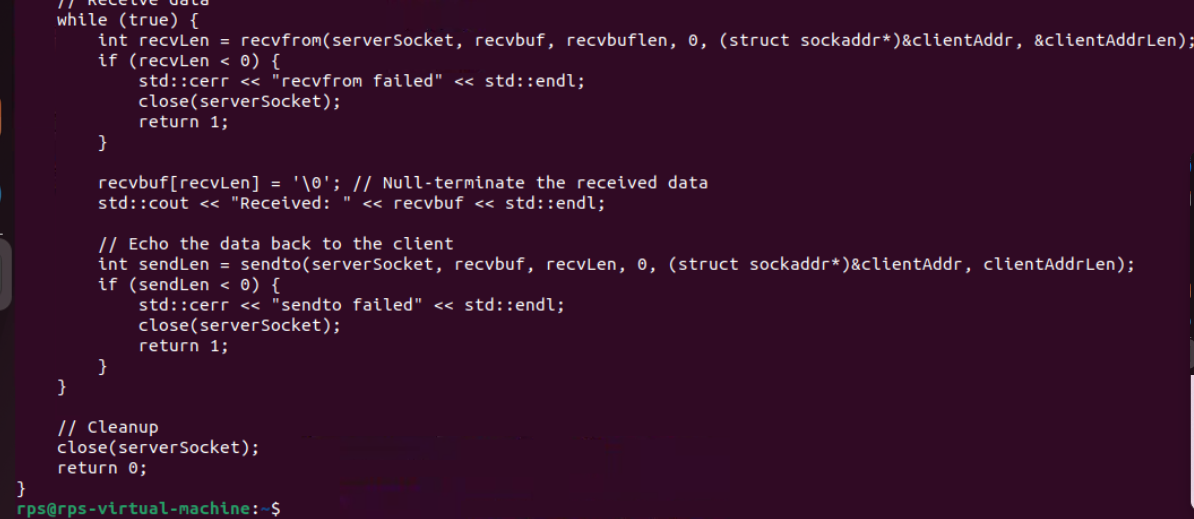 // Receive data
while (true) {
    int recvLen = recvfrom(serverSocket, recvbuf, recvbuflen, 0, (struct sockaddr*)&clientAddr, &clientAddrLen);
    if (recvLen < 0) {
        std::cerr << "recvfrom failed" << std::endl;
        close(serverSocket);
        return 1;
    }

    recvbuf[recvLen] = '\0'; // Null-terminate the received data
    std::cout << "Received: " << recvbuf << std::endl;

    // Echo the data back to the client
    int sendLen = sendto(serverSocket, recvbuf, recvLen, 0, (struct sockaddr*)&clientAddr, clientAddrLen);
    if (sendLen < 0) {
        std::cerr << "sendto failed" << std::endl;
        close(serverSocket);
        return 1;
    }
}

// Cleanup
close(serverSocket);
return 0;
}
rps@rps-virtual-machine:~$